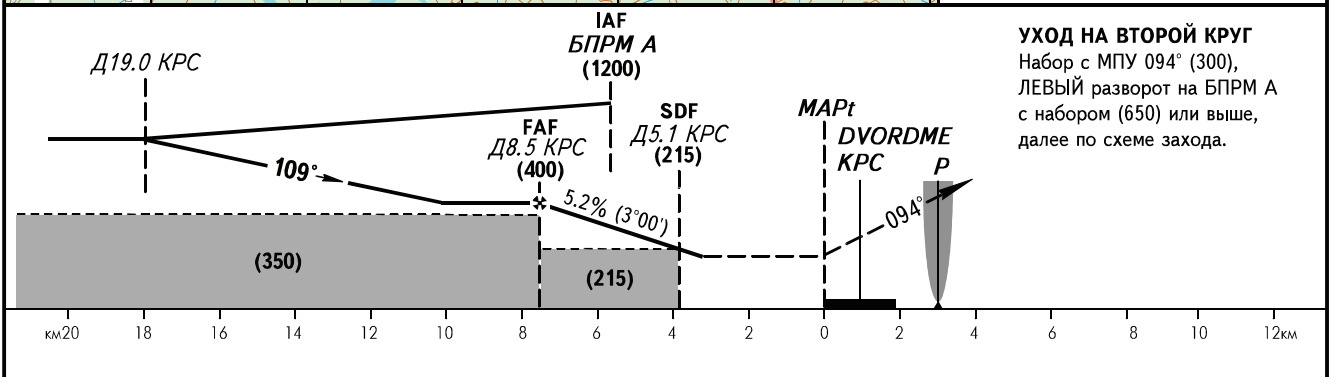 IAF
БПРМ А
(1200)
Д19.0 КРС
FAF
Д8.5 КРС
(400)
SDF
Д5.1 КРС
(215)
MAPt
DVORDME
КРС
Р
109°
5.2% (3°00')
094°
(350)
(215)
км20 18 16 14 12 10 8 6 4 2 0 2 4 6 8 10 12км
УХОД НА ВТОРОЙ КРУГ
Набор с МПУ 094° (300),
ЛЕВЫЙ разворот на БПРМ А
с набором (650) или выше,
далее по схеме захода.